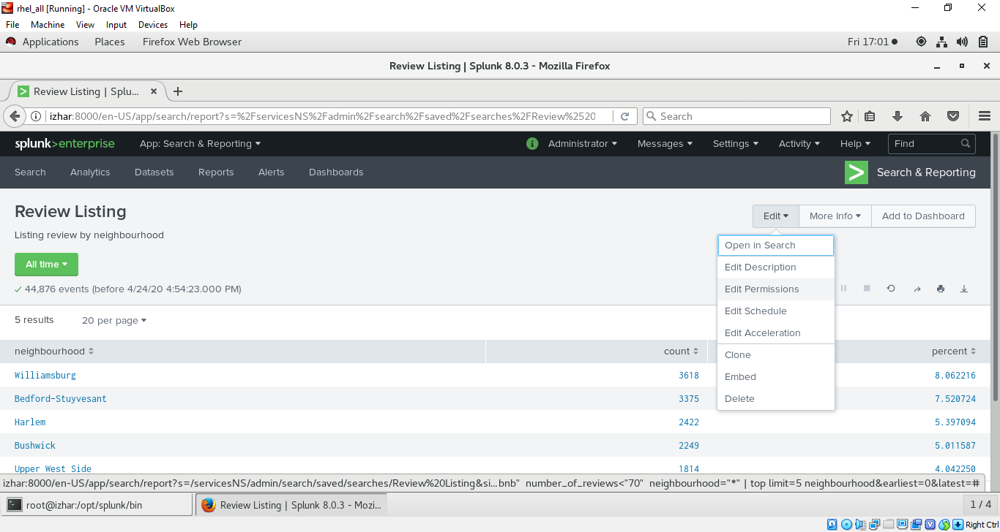 rhel_all [Running] - Oracle VM VirtualBox
File Machine View Input Devices Help
Applications Places Firefox Web Browser Fri 17:01
Review Listing | Splunk 8.0.3 - Mozilla Firefox
Review Listing | Splu...
izhar:8000/en-US/app/search/report?s=%2FservicesNS%2Fadmin%2Fsearch%2Fsaved%2Fsearches%2FReview%2520 Search
splunk>enterprise App: Search & Reporting Administrator Messages Settings Activity Help Find
Search Analytics Datasets Reports Alerts Dashboards Search & Reporting
Review Listing
Edit More Info Add to Dashboard
Listing review by neighbourhood
Open in Search
All time
Edit Description
44,876 events (before 4/24/20 4:54:23.000 PM)
Edit Permissions
Edit Schedule
5 results 20 per page
Edit Acceleration
neighbourhood count percent
Clone
Williamsburg 3618 8.062216
Embed
Bedford-Stuyvesant 3375 7.520724
Delete
Harlem 2422 5.397094
Bushwick 2249 5.011587
Upper West Side 1814 4.042250
izhar:8000/en-US/app/search/report?s=/servicesNS/admin/search/saved/searches/Review%20Listing&si...bnb" number_of_reviews<"70" neighbourhood="*" | top limit=5 neighbourhood&earliest=0&latest=#
root@izhar:/opt/splunk/bin Review Listing | Splunk 8.0.3 - Mozi... 1 / 4
Right Ctrl